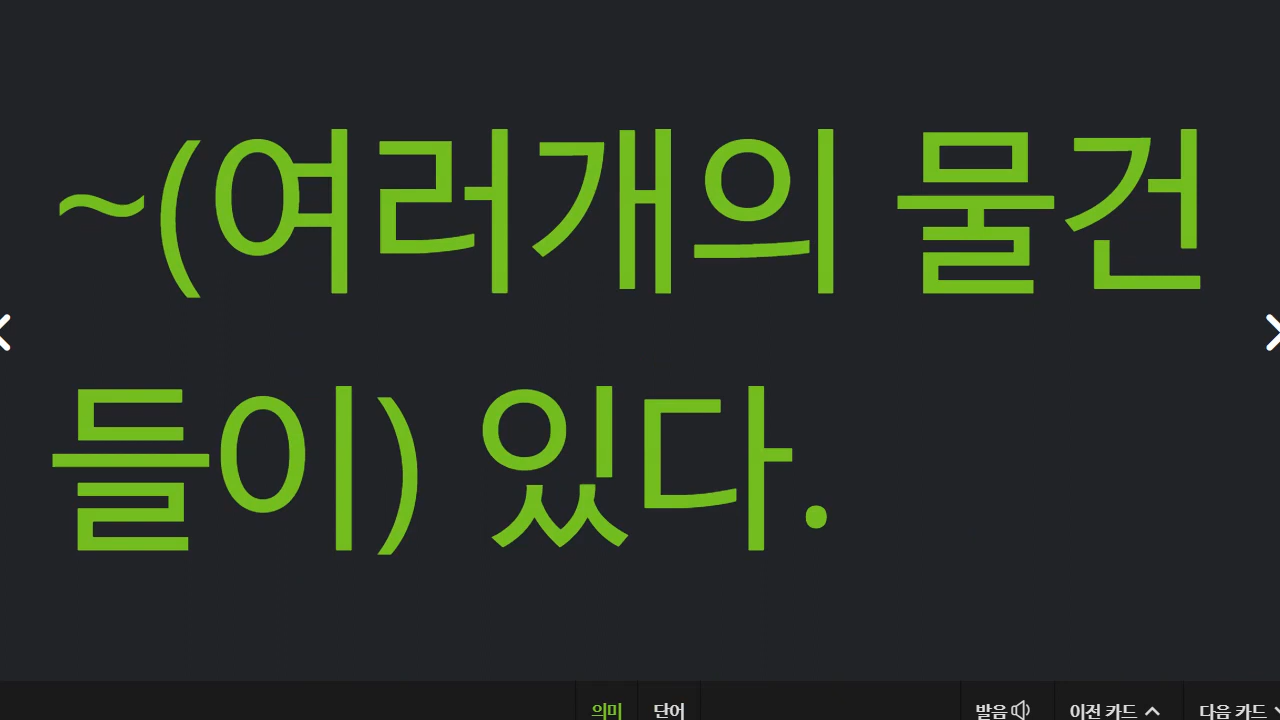 ~(여러개의 물건
들이) 있다.
의미 단어 발음 이전 카드 다음 카드